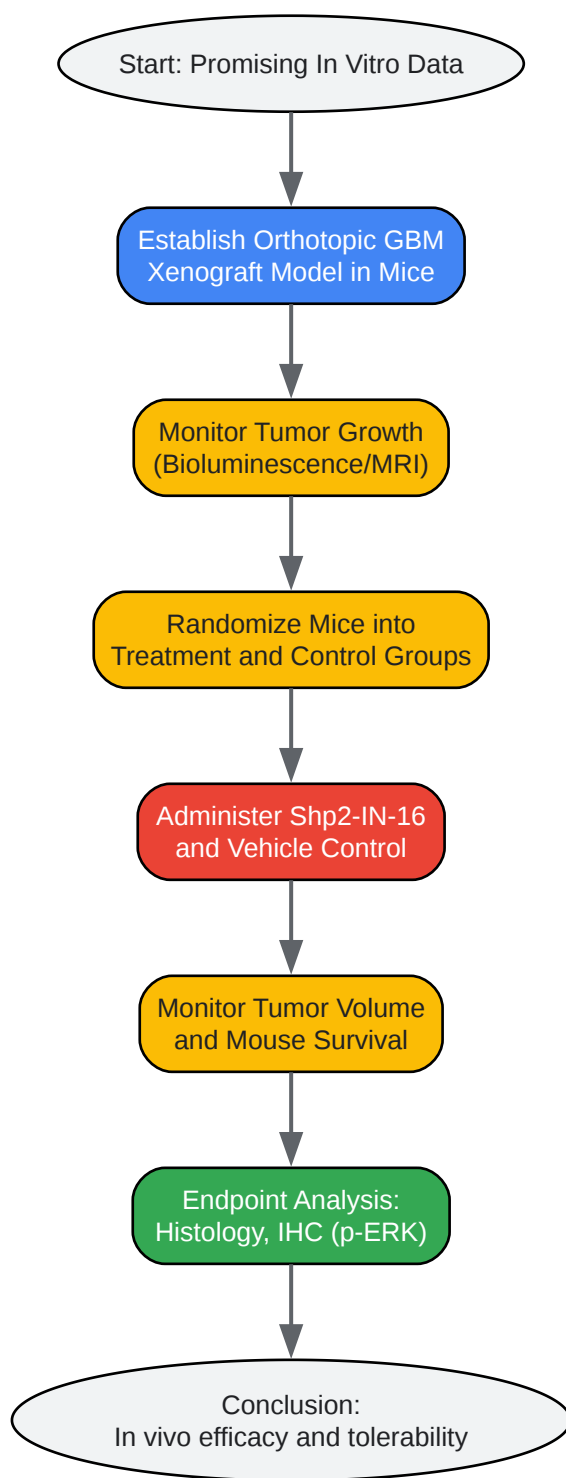 Start: Promising In Vitro Data
Establish Orthotopic GBM
Xenograft Model in Mice
Monitor Tumor Growth
(Bioluminescence/MRI)
Randomize Mice into
Treatment and Control Groups
Administer Shp2-IN-16
and Vehicle Control
Monitor Tumor Volume
and Mouse Survival
Endpoint Analysis:
Histology, IHC (p-ERK)
Conclusion:
In vivo efficacy and tolerability